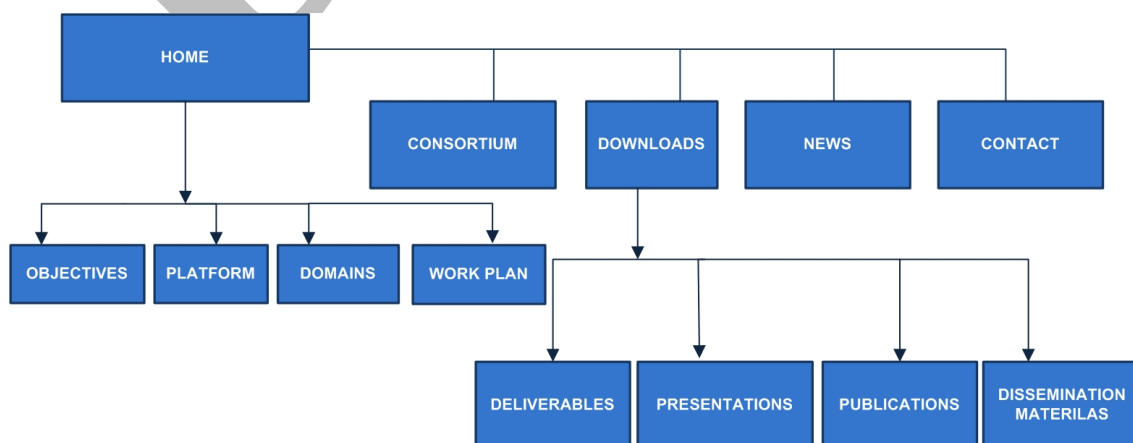 HOME
CONSORTIUM
DOWNLOADS
NEWS
CONTACT
OBJECTIVES
PLATFORM
DOMAINS
WORK PLAN
DELIVERABLES
PRESENTATIONS
PUBLICATIONS
DISSEMINATION
MATERILAS